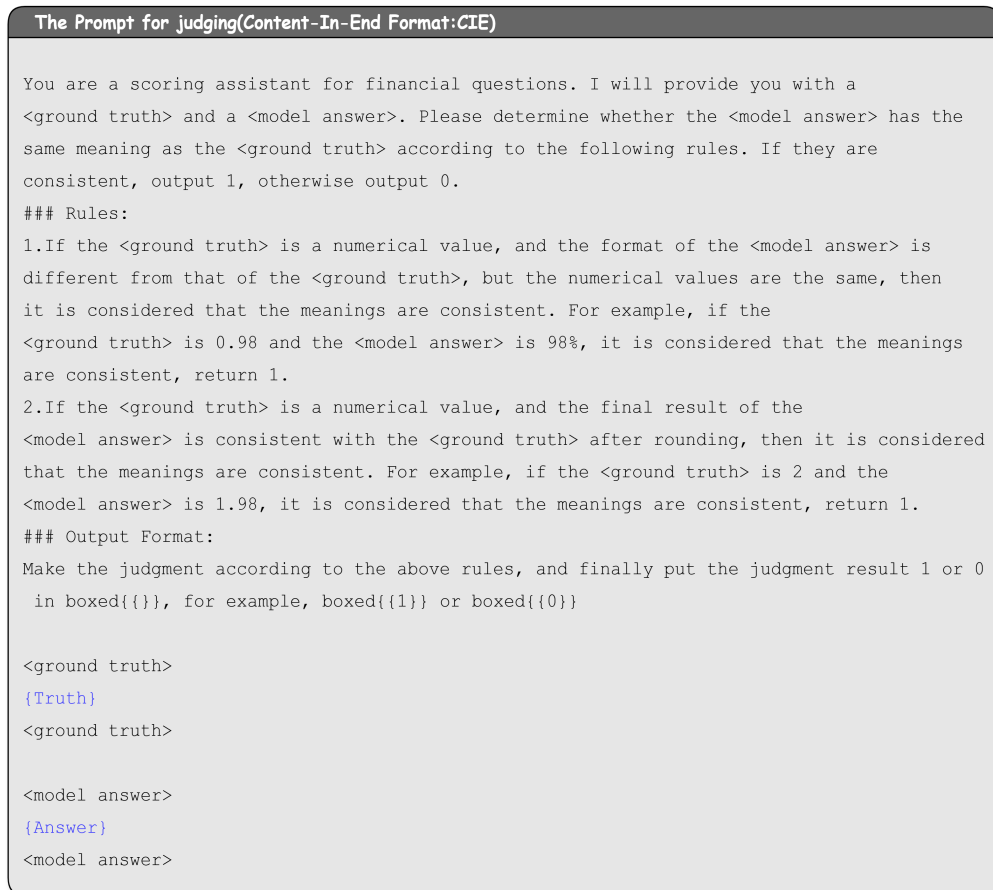 The Prompt for judging(Content-In-End Format:CIE)
You are a scoring assistant for financial questions. I will provide you with a
<ground truth> and a <model answer>. Please determine whether the <model answer> has the
same meaning as the <ground truth> according to the following rules. If they are
consistent, output 1, otherwise output 0.
### Rules:
1.If the <ground truth> is a numerical value, and the format of the <model answer> is
different from that of the <ground truth>, but the numerical values are the same, then
it is considered that the meanings are consistent. For example, if the
<ground truth> is 0.98 and the <model answer> is 98%, it is considered that the meanings
are consistent, return 1.
2.If the <ground truth> is a numerical value, and the final result of the
<model answer> is consistent with the <ground truth> after rounding, then it is considered
that the meanings are consistent. For example, if the <ground truth> is 2 and the
<model answer> is 1.98, it is considered that the meanings are consistent, return 1.
### Output Format:
Make the judgment according to the above rules, and finally put the judgment result 1 or 0
in boxed{{}}, for example, boxed{{1}} or boxed{{0}}
<ground truth>
{Truth}
<ground truth>
<model answer>
{Answer}
<model answer>